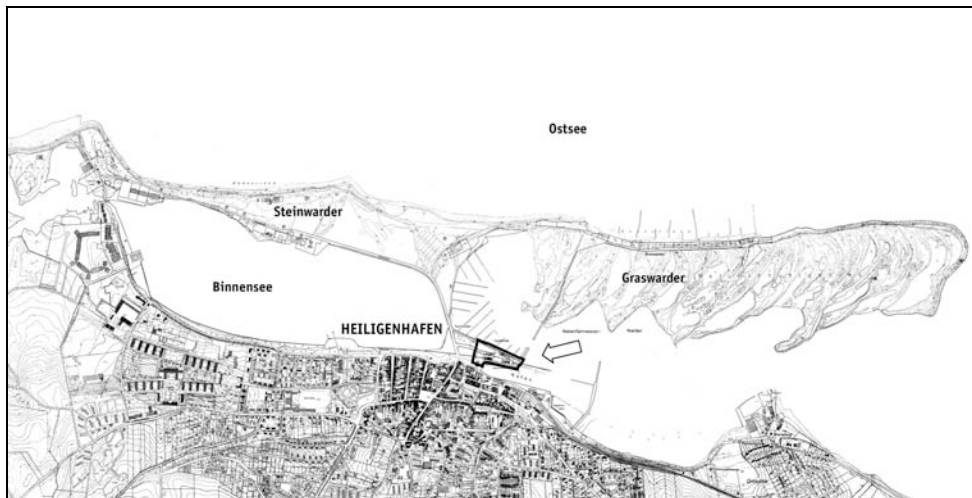 Ostsee
Steinwarder
Graswarder
Binnensee
HEILIGENHAFEN